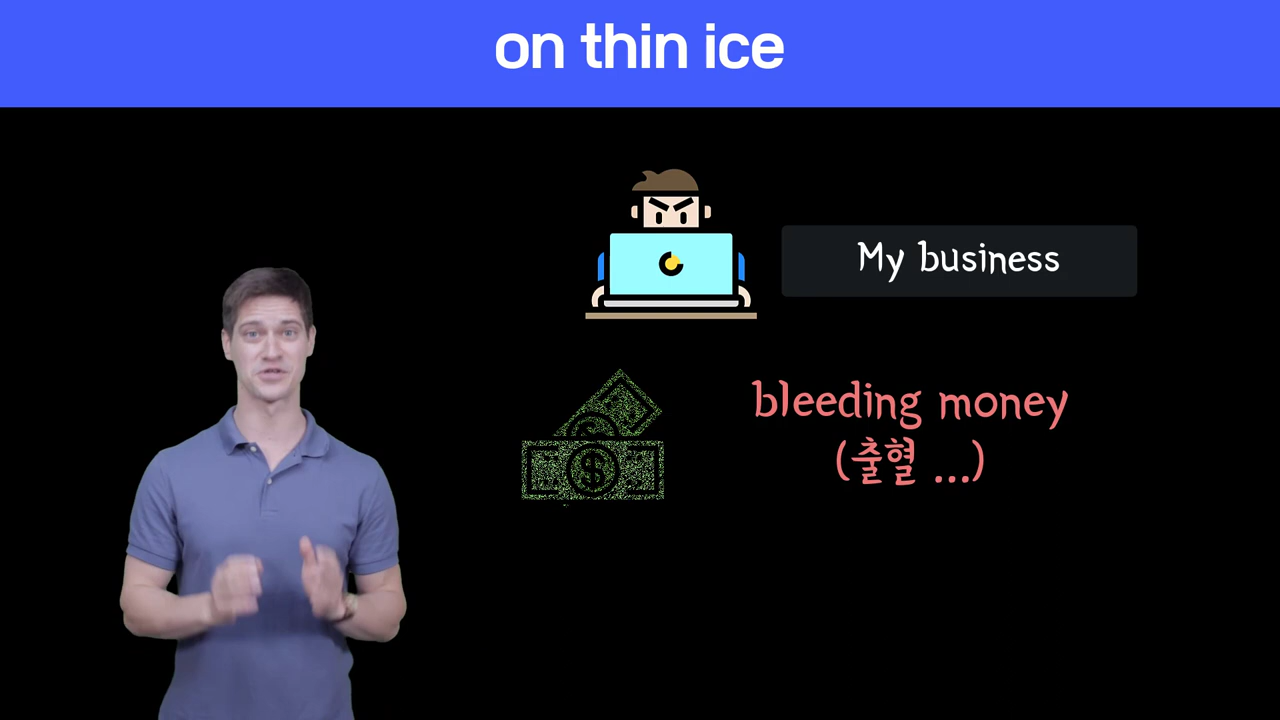 on thin ice
My business
bleeding money
(출혈 ...)